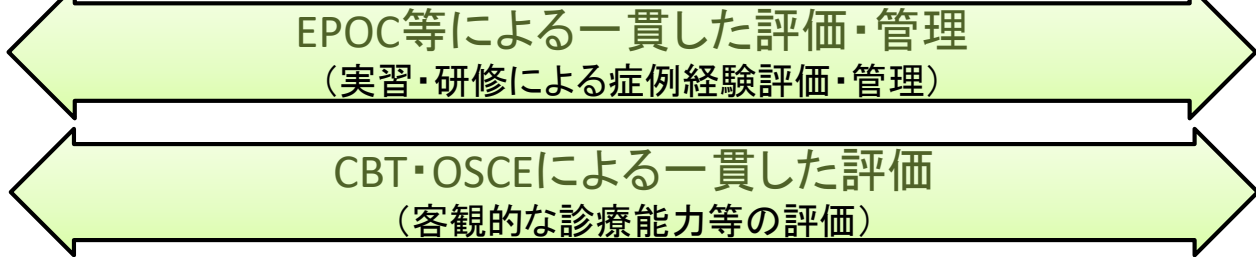 EPOC等による一貫した評価・管理
（実習・研修による症例経験評価・管理）
CBT・OSCEによる一貫した評価
（客観的な診療能力等の評価）